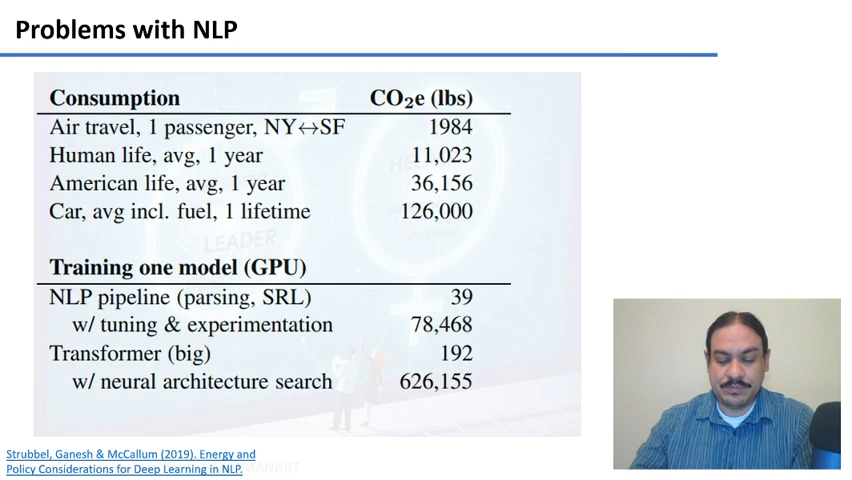 Problems with NLP
Consumption CO₂e (lbs)
Air travel, 1 passenger, NY↔SF 1984
Human life, avg, 1 year 11,023
American life, avg, 1 year 36,156
Car, avg incl. fuel, 1 lifetime 126,000
LEADER
Training one model (GPU)
NLP pipeline (parsing, SRL) 39
w/ tuning & experimentation 78,468
Transformer (big) 192
w/ neural architecture search 626,155
Strubbel, Ganesh & McCallum (2019). Energy and
Policy Considerations for Deep Learning in NLP.